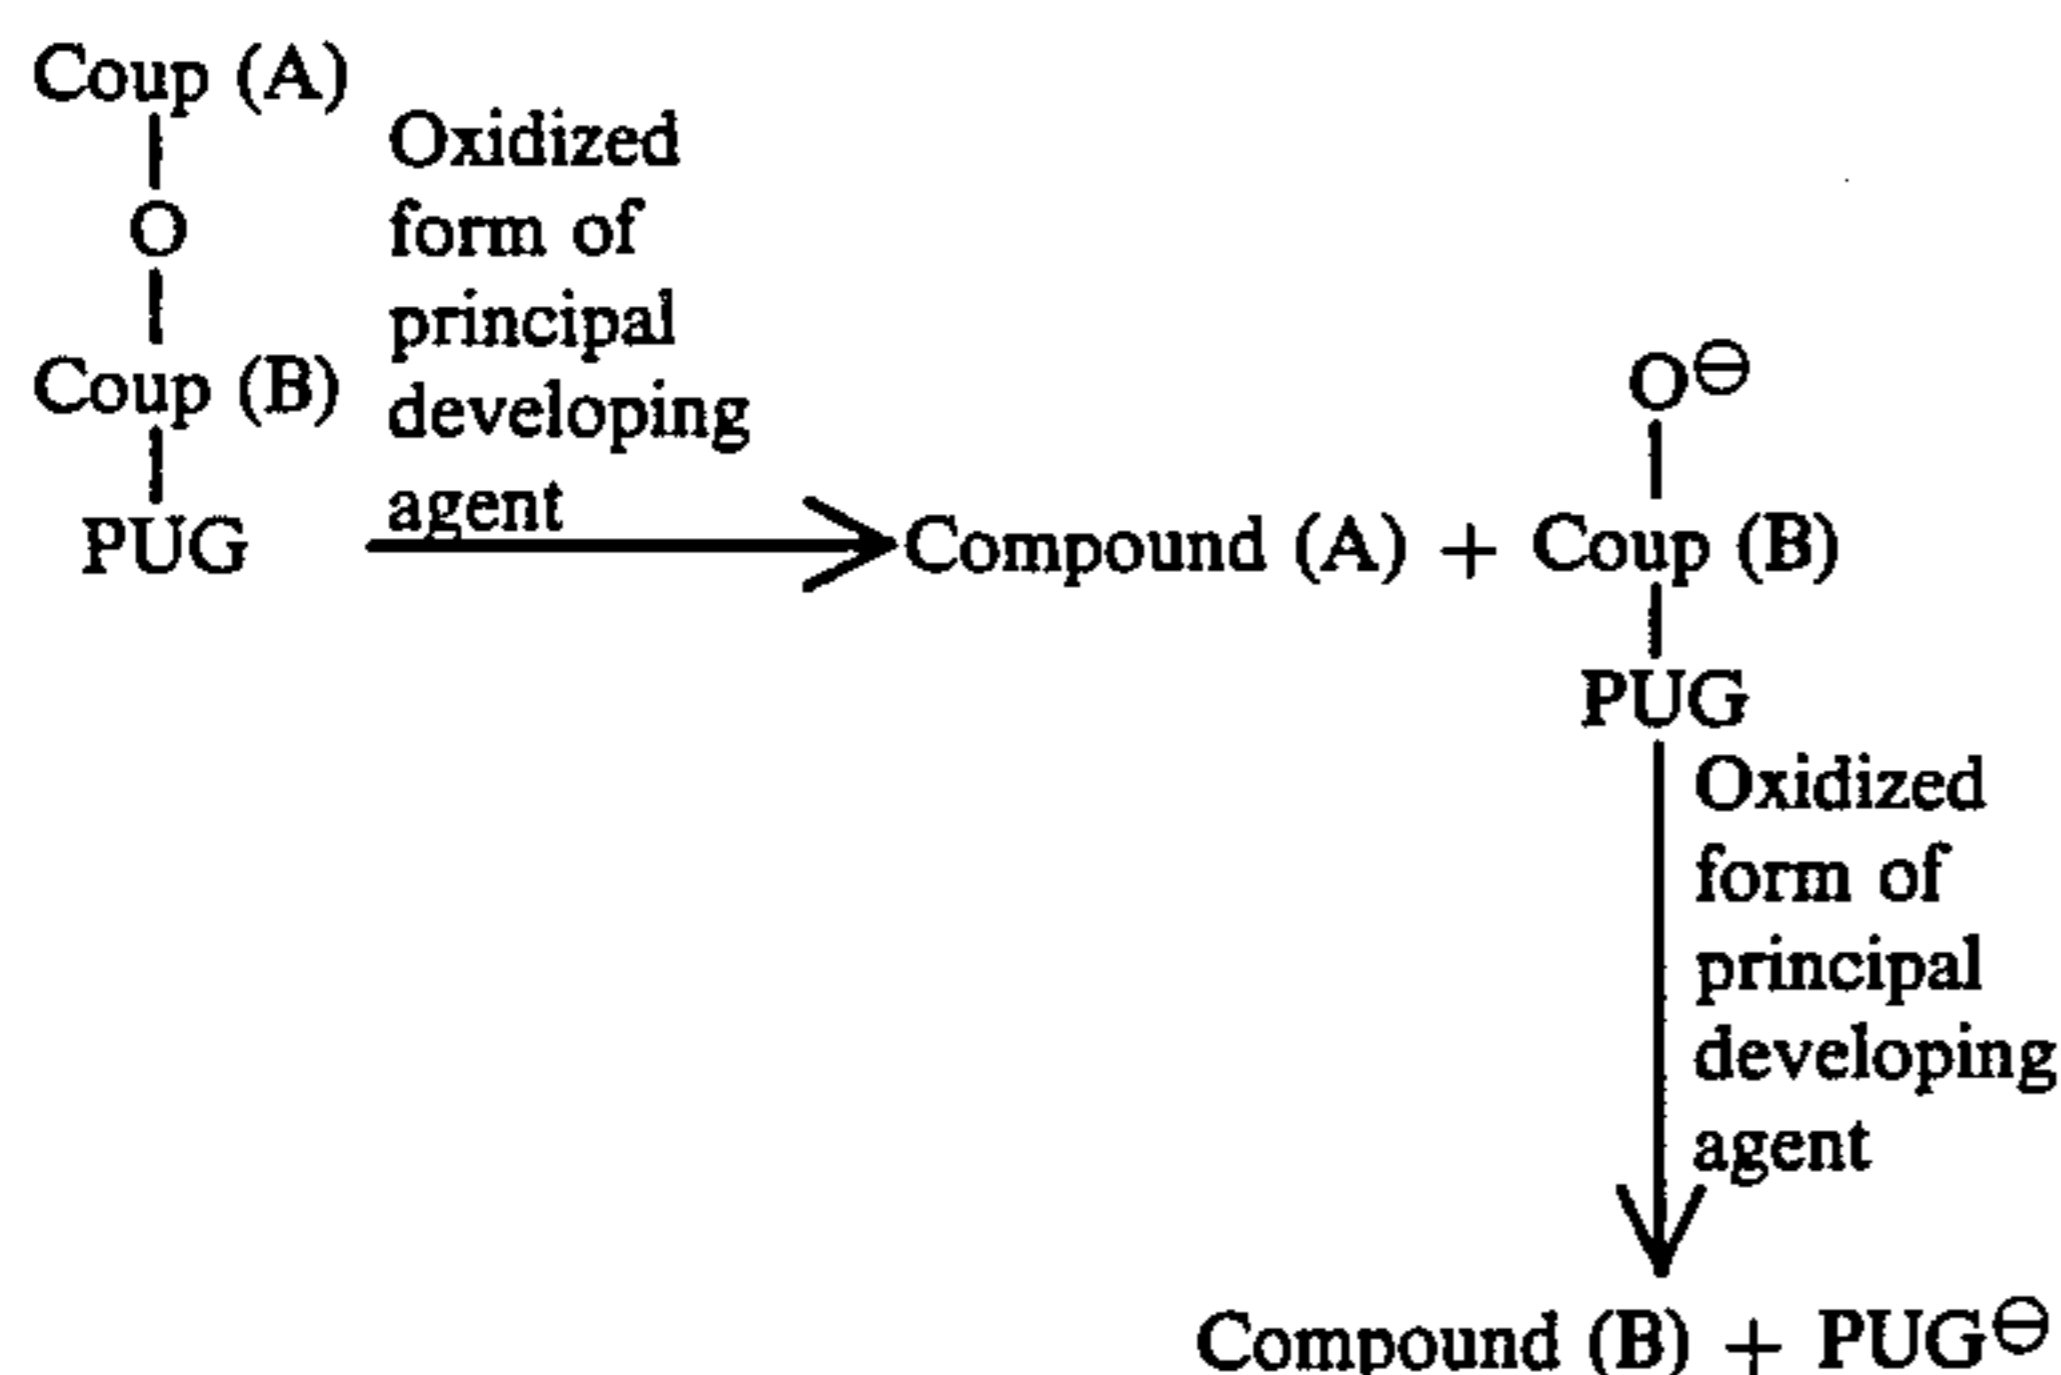 Coup (A)
O
Coup (B)
PUG
Oxidized
form of
principal
developing
agent
Compound (A) + Coup (B)
O⊖
PUG
Oxidized
form of
principal
developing
agent
Compound (B) + PUG⊖